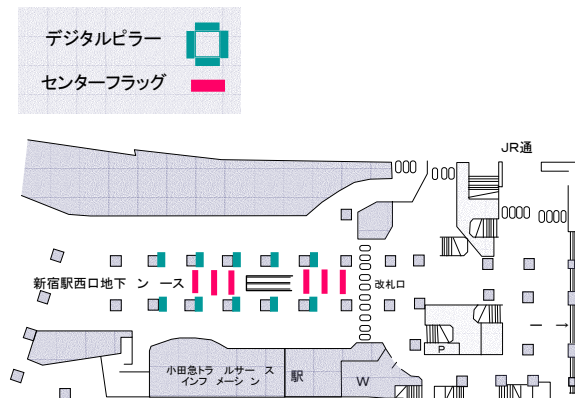 デジタルピラー
センターフラッグ
JR通
新宿駅西口地下 ン ース
改札口
小田急トラ ルサー ス
インフ メーシ ン
駅
W
P